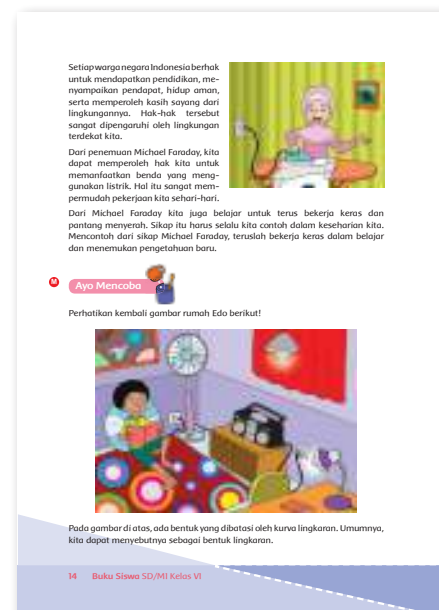 Setiap warga negara Indonesia berhak
untuk mendapatkan pendidikan, me-
nyampaikan pendapat, hidup aman,
serta memperoleh kasih sayang dari
lingkungannya. Hak-hak tersebut
sangat dipengaruhi oleh lingkungan
terdekat kita.
Dari penemuan Michael Faraday, kita
dapat memperoleh hak kita untuk
memanfaatkan benda yang meng-
gunakan listrik. Hal itu sangat mem-
permudah pekerjaan kita sehari-hari.
Dari Michael Faraday kita juga belajar untuk terus bekerja keras dan
pantang menyerah. Sikap itu harus selalu kita contoh dalam keseharian kita.
Mencontoh dari sikap Michael Faraday, teruslah bekerja keras dalam belajar
dan menemukan pengetahuan baru.
M
Ayo Mencoba
Perhatikan kembali gambar rumah Edo berikut!
Pada gambar di atas, ada bentuk yang dibatasi oleh kurva lingkaran. Umumnya,
kita dapat menyebutnya sebagai bentuk lingkaran.
14 Buku Siswa SD/MI Kelas VI